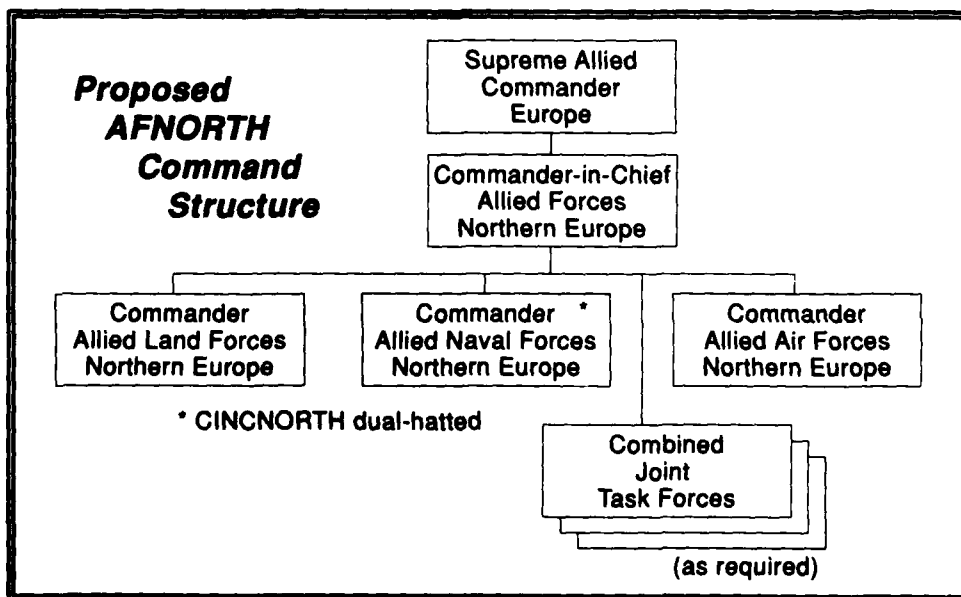 Proposed
AFNORTH
Command
Structure
Supreme Allied
Commander
Europe
Commander-in-Chief
Allied Forces
Northern Europe
Commander
Allied Land Forces
Northern Europe
Commander *
Allied Naval Forces
Northern Europe
Commander
Allied Air Forces
Northern Europe
* CINCNORTH dual-hatted
Combined
Joint
Task Forces
(as required)